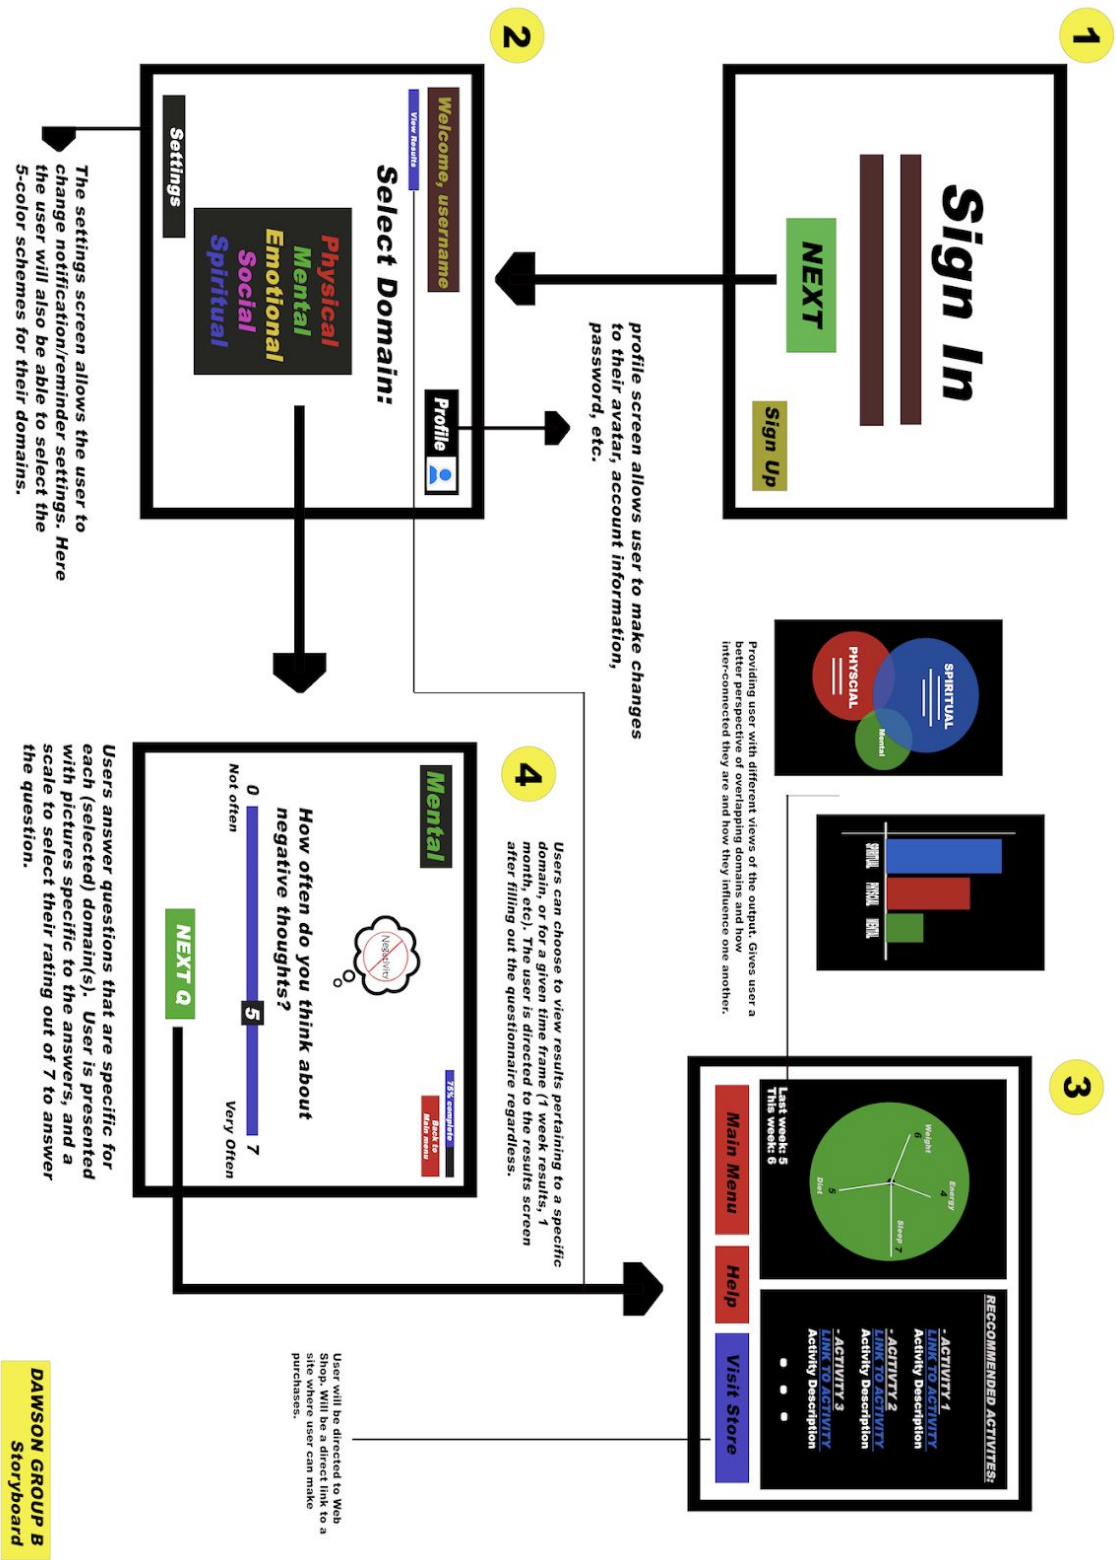 1
Sign In
NEXT
Sign Up
2
Welcome, username
Profile
View Results
Select Domain:
Physical
Mental
Emotional
Social
Spiritual
Settings
profile screen allows user to make changes
to their avatar, account information,
password, etc.
The settings screen allows the user to
change notification/reminder settings. Here
the user will also be able to select the
5-color schemes for their domains.
SPIRITUAL
PHYSCIAL
Mental
SPIRITUAL
PHYSICAL
MENTAL
Providing user with different views of the output. Gives user a
better perspective of overlapping domains and how
inter-connected they are and how they influence one another.
3
Weight
6
Energy
4
Sleep 7
Diet
5
Last week: 5
This week: 6
RECCOMMENDED ACTIVITES:
- ACTIVITY 1
LINK TO ACTIVITY
Activity Description
- ACITIVTY 2
LINK TO ACTIVITY
Activity Description
- ACTIVITY 3
LINK TO ACTIVITY
Activity Description
Main Menu
Help
Visit Store
4
Users can choose to view results pertaining to a specific
domain, or for a given time frame (1 week results, 1
month, etc). The user is directed to the results screen
after filling out the questionnaire regardless.
Mental
75% complete
Back to
Main menu
Negativity
How often do you think about
negative thoughts?
0
5
7
Not often
Very Often
NEXT Q
Users answer questions that are specific for
each (selected) domain(s). User is presented
with pictures specific to the answers, and a
scale to select their rating out of 7 to answer
the question.
User will be directed to Web
Shop. Will be a direct link to a
site where user can make
purchases.
DAWSON GROUP B
Storyboard